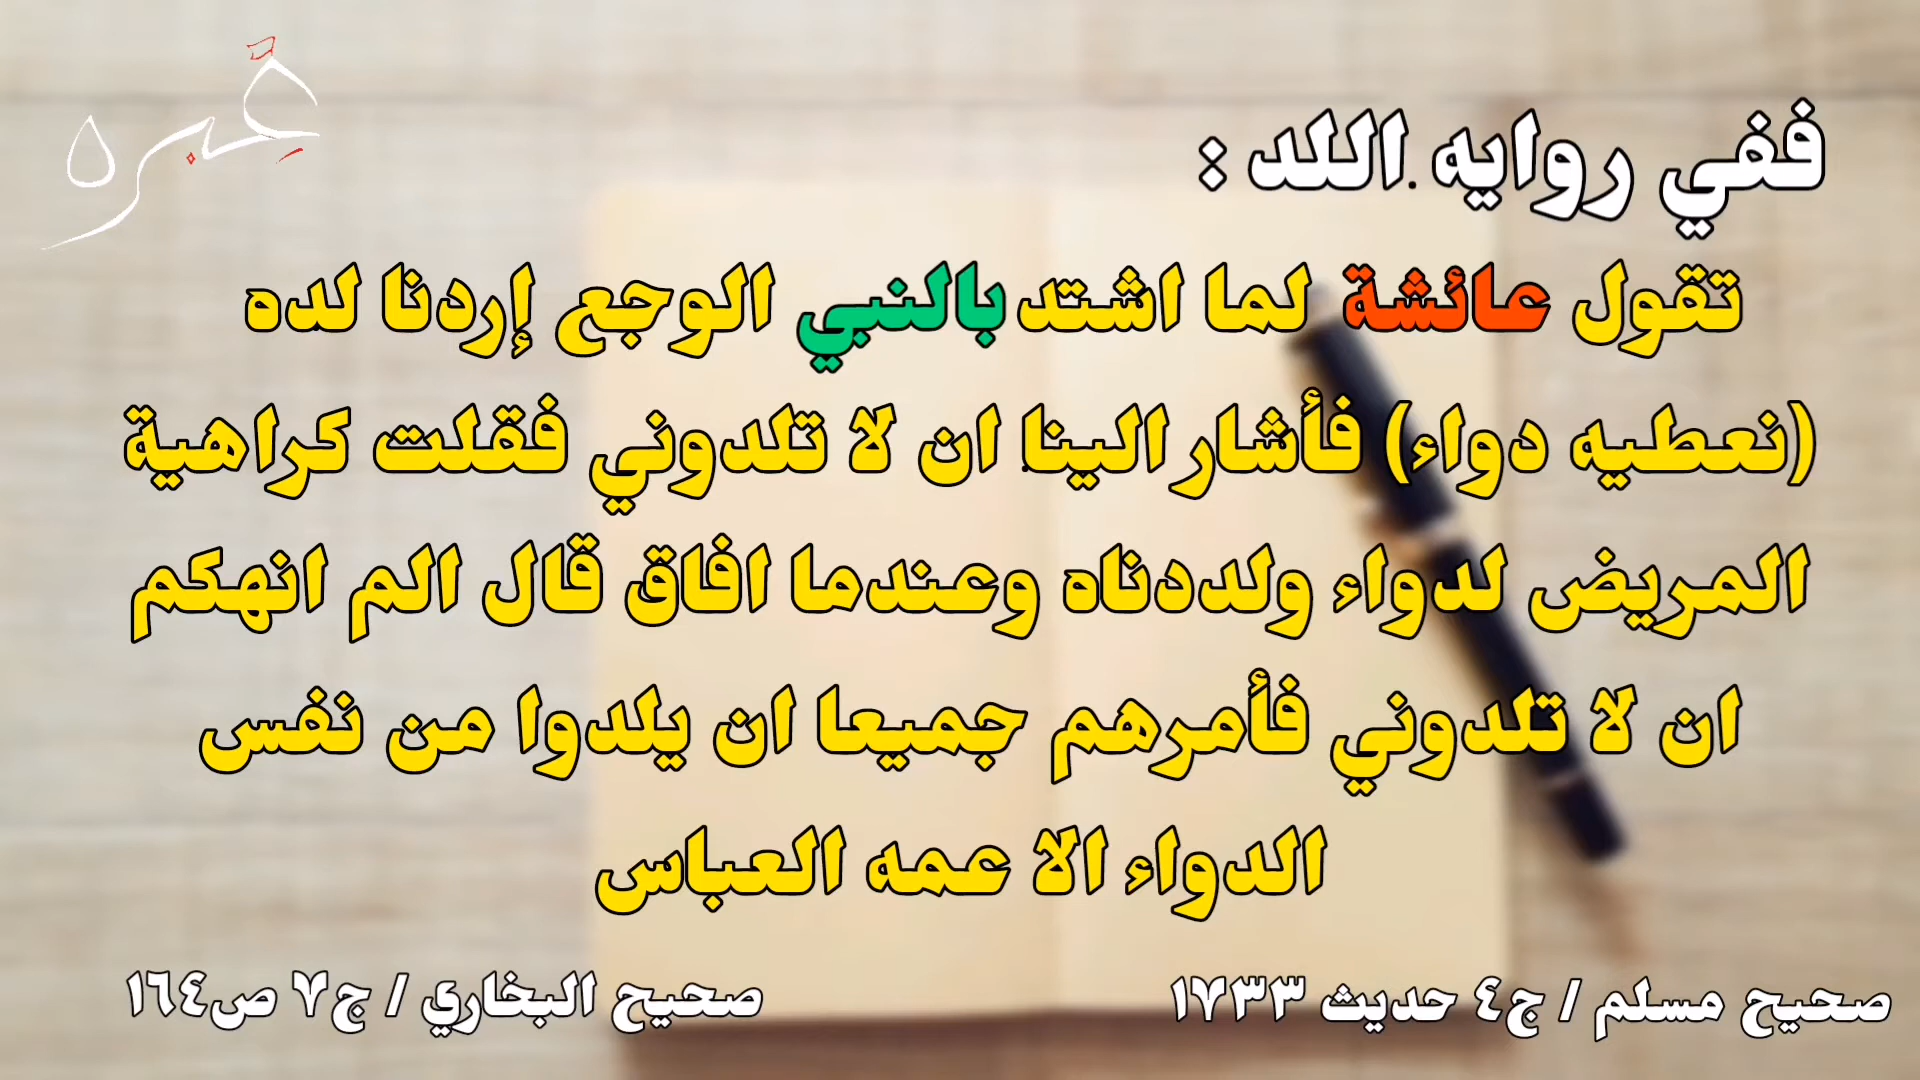 عِبره
ففي روايه اللد :
تقول عائشة لما اشتد بالنبي الوجع إردنا لده
(نعطيه دواء) فأشار الينا ان لا تلدوني فقلت كراهية
المريض لدواء ولددناه وعندما افاق قال الم انهكم
ان لا تلدوني فأمرهم جميعا ان يلدوا من نفس
الدواء الا عمه العباس
صحيح مسلم / ج٤ حديث ١٧٣٣
صحيح البخاري / ج٧ ص١٦٤